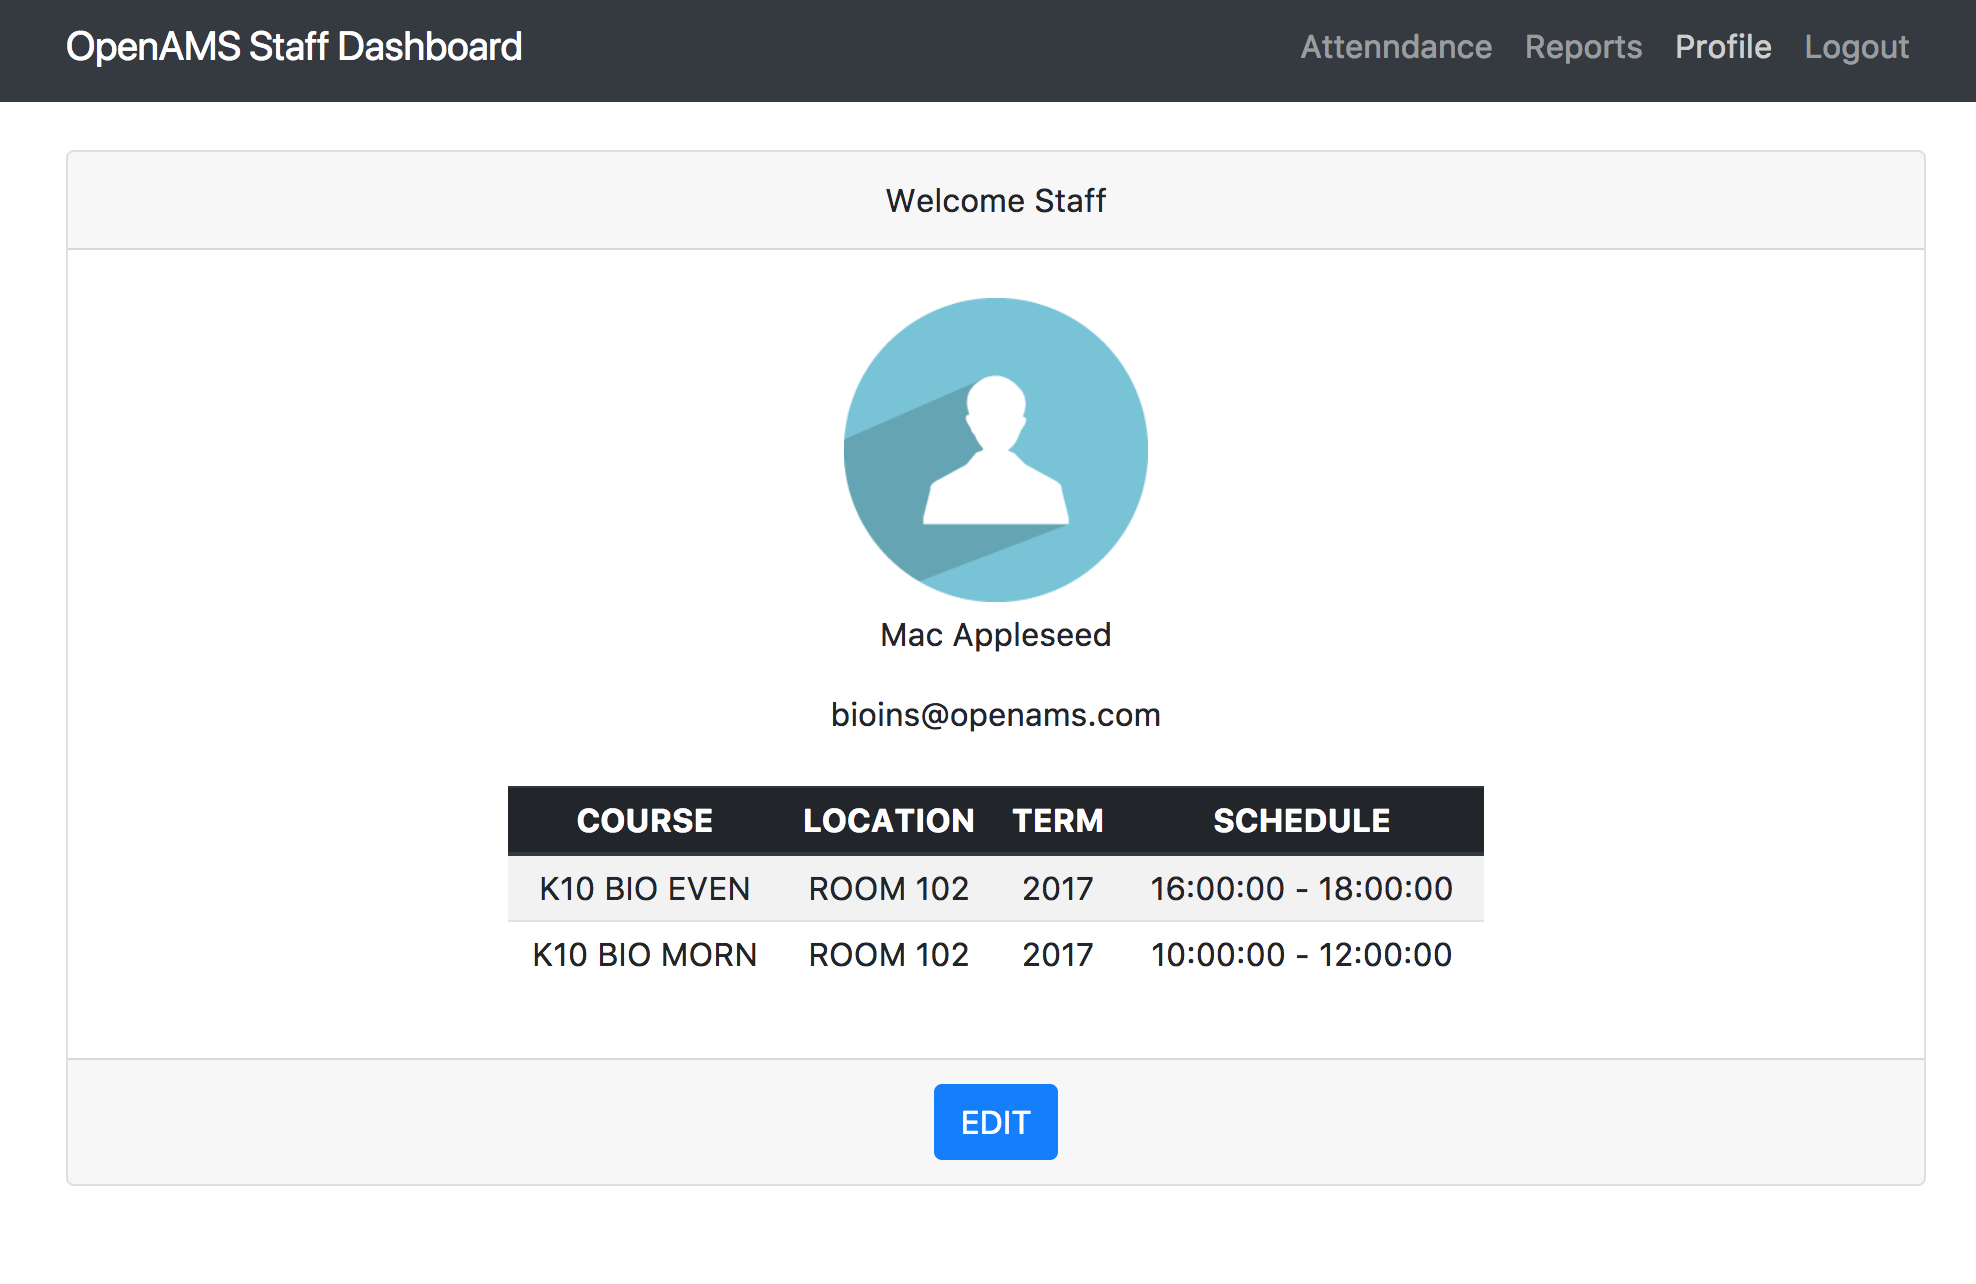 OpenAMS Staff Dashboard Attenndance Reports Profile Logout
Welcome Staff
Mac Appleseed
bioins@openams.com
COURSE LOCATION TERM SCHEDULE
K10 BIO EVEN ROOM 102 2017 16:00:00 - 18:00:00
K10 BIO MORN ROOM 102 2017 10:00:00 - 12:00:00
EDIT